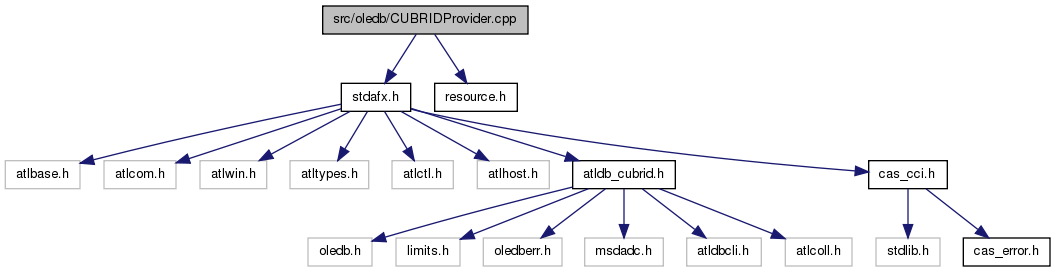 src/oledb/CUBRIDProvider.cpp
stdafx.h
resource.h
atlbase.h
atlcom.h
atlwin.h
atltypes.h
atlctl.h
atlhost.h
atldb_cubrid.h
cas_cci.h
oledb.h
limits.h
oledberr.h
msdadc.h
atldbcli.h
atlcoll.h
stdlib.h
cas_error.h